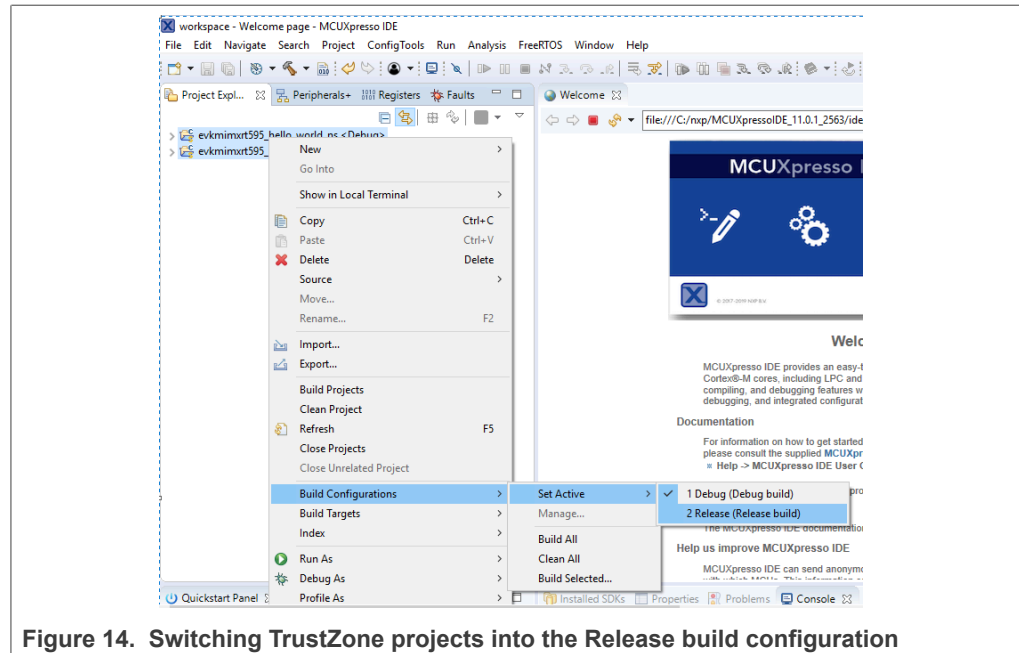 workspace - Welcome page - MCUXpresso IDE
File Edit Navigate Search Project ConfigTools Run Analysis FreeRTOS Window Help
Project Expl... Peripherals+ Registers Faults
Welcome
file:///C:/nxp/MCUXpressoIDE_11.0.1_2563/ide
evkmimxrt595_hello_world_ns <Debug>
evkmimxrt595_
New
Go Into
Show in Local Terminal
Copy Ctrl+C
Paste Ctrl+V
Delete Delete
Source
Move...
Rename... F2
Import...
Export...
Build Projects
Clean Project
Refresh F5
Close Projects
Close Unrelated Project
Build Configurations
Build Targets
Index
Run As
Debug As
Profile As
Set Active
Manage...
Build All
Clean All
Build Selected...
1 Debug (Debug build)
2 Release (Release build)
MCUXpresso
© 2017-2019 NXP B.V.
Welc
MCUXpresso IDE provides an easy-t
Cortex®-M cores, including LPC and
compiling, and debugging features w
debugging, and integrated configurat
Documentation
For information on how to get started
please consult the supplied MCUXpr
Help -> MCUXpresso IDE User
pro
The MCUXpresso IDE documentation
Help us improve MCUXpresso IDE
MCUXpresso IDE can send anonymo
Quickstart Panel
Installed SDKs Properties Problems Console
Figure 14. Switching TrustZone projects into the Release build configuration